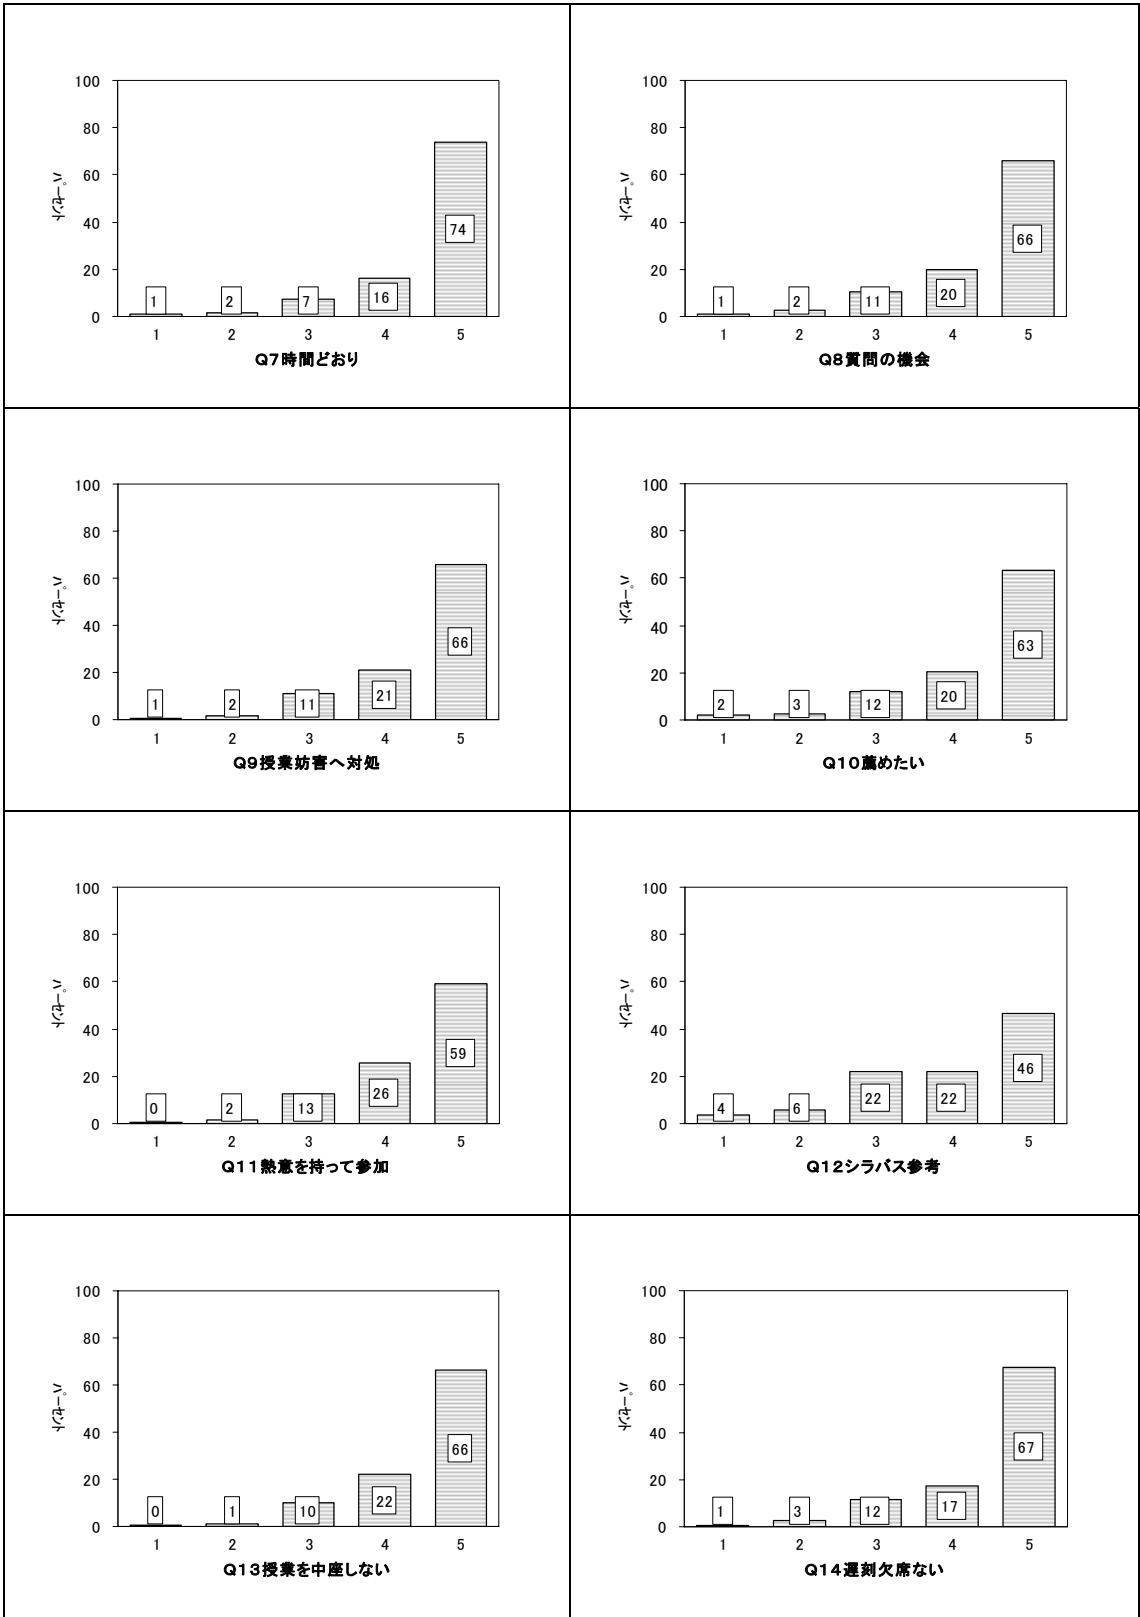 パーセント
100
80
60
40
20
0
1 2 7 16 74
1 2 3 4 5
Q7時間どおり
パーセント
100
80
60
40
20
0
1 2 11 20 66
1 2 3 4 5
Q8質問の機会
パーセント
100
80
60
40
20
0
1 2 11 21 66
1 2 3 4 5
Q9授業妨害へ対処
パーセント
100
80
60
40
20
0
2 3 12 20 63
1 2 3 4 5
Q10薦めたい
パーセント
100
80
60
40
20
0
0 2 13 26 59
1 2 3 4 5
Q11熱意を持って参加
パーセント
100
80
60
40
20
0
4 6 22 22 46
1 2 3 4 5
Q12シラバス参考
パーセント
100
80
60
40
20
0
0 1 10 22 66
1 2 3 4 5
Q13授業を中座しない
パーセント
100
80
60
40
20
0
1 3 12 17 67
1 2 3 4 5
Q14遅刻欠席ない